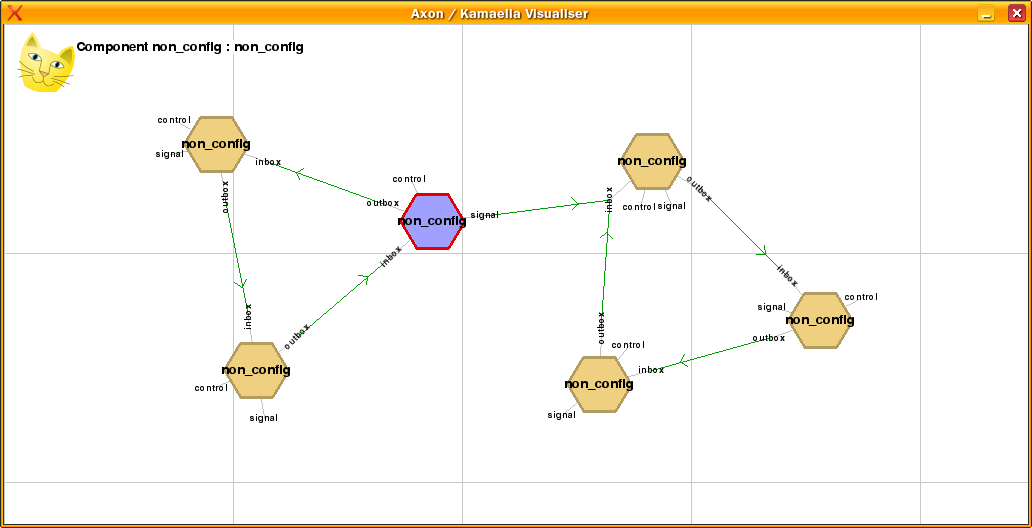 Axon / Kamaelia Visualiser
Component non_config : non_config
control
non_config
signal
inbox
outbox
control
outbox
non_config
signal
inbox
inbox
outbox
non_config
control
signal
non_config
inbox
control
signal
outbox
inbox
control
signal
non_config
outbox
outbox
control
inbox
non_config
signal